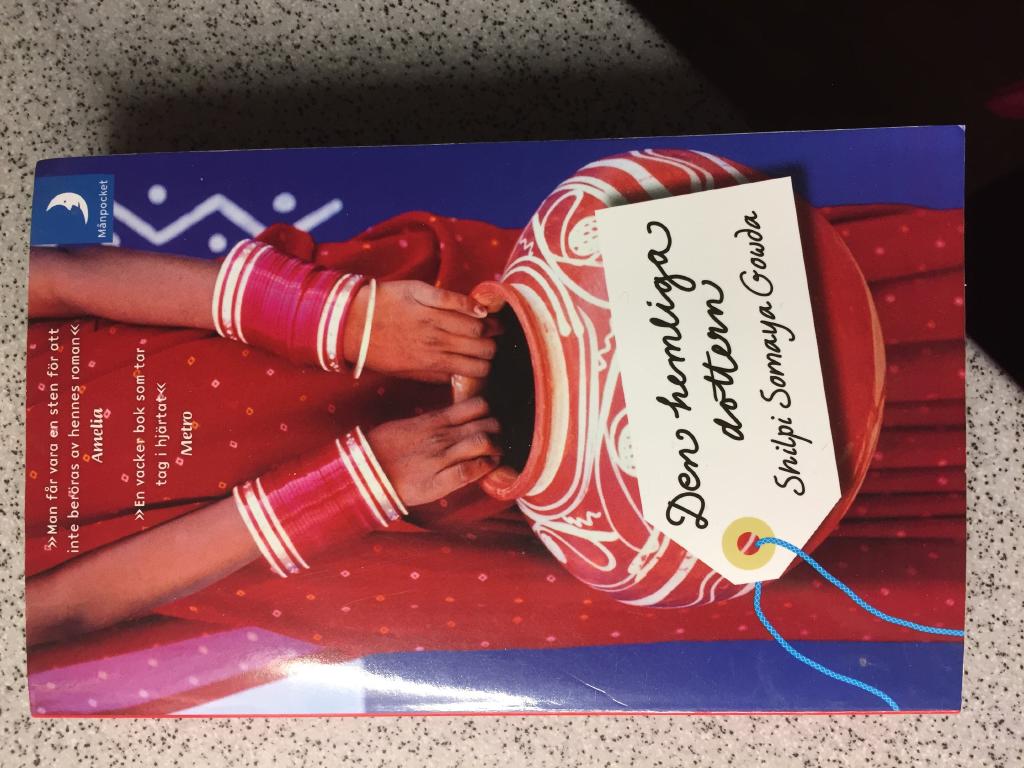 »Man får vara en sten för att
inte beröras av hennes roman«
Amelia
»En vacker bok som tar
tag i hjärtat«
Metro
Månpocket
Den hemliga
dottern
Shilpi Somaya Gowda